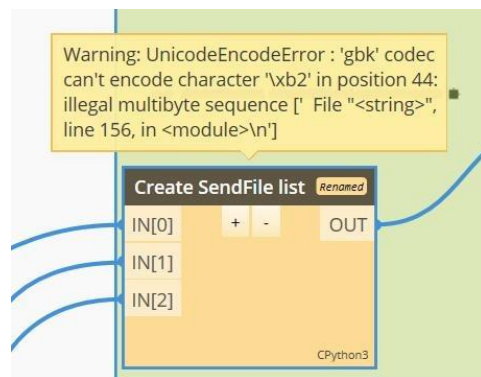 Warning: UnicodeEncodeError : 'gbk' codec
can't encode character '\xb2' in position 44:
illegal multibyte sequence ['  File "<string>",
line 156, in <module>\n']
Create SendFile list Renamed
IN[0] + - OUT
IN[1]
IN[2]
CPython3